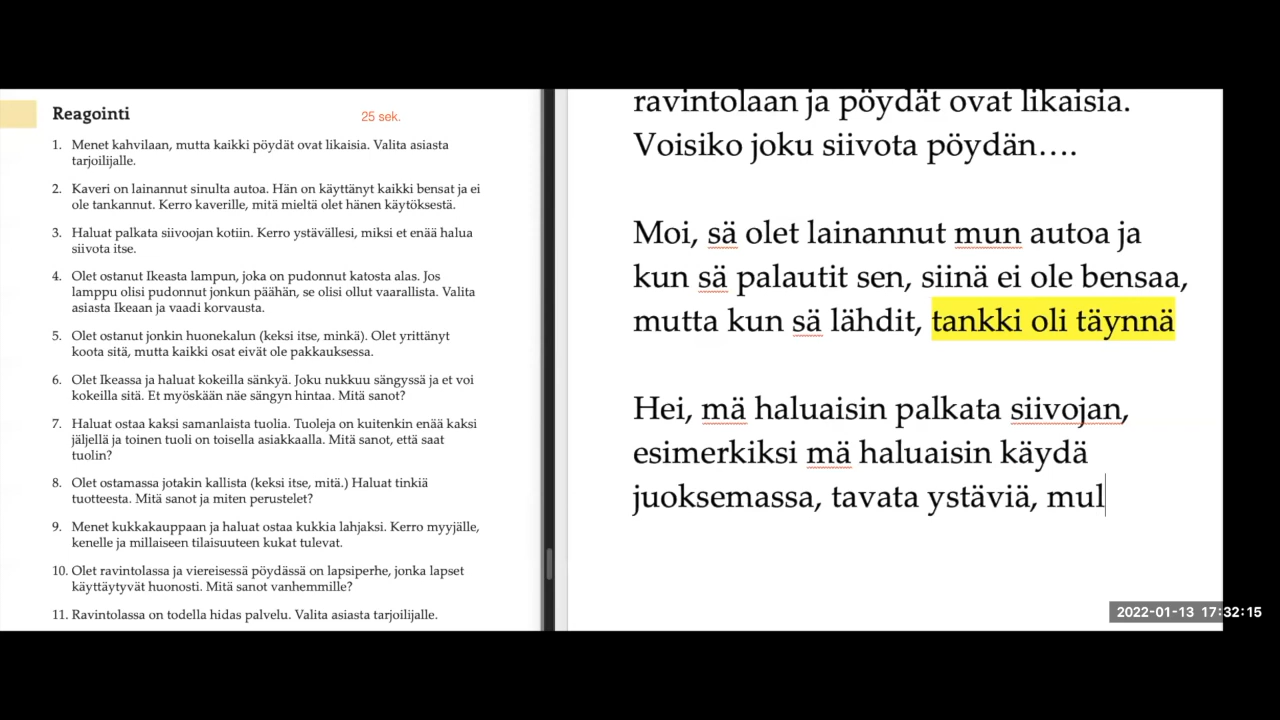 Reagointi
25 sek.
1. Menet kahvilaan, mutta kaikki pöydät ovat likaisia. Valita asiasta
tarjoilijalle.
2. Kaveri on lainannut sinulta autoa. Hän on käyttänyt kaikki bensat ja ei
ole tankannut. Kerro kaverille, mitä mieltä olet hänen käytöksestä.
3. Haluat palkata siivoojan kotiin. Kerro ystävällesi, miksi et enää halua
siivota itse.
4. Olet ostanut Ikeasta lampun, joka on pudonnut katosta alas. Jos
lamppu olisi pudonnut jonkun päähän, se olisi ollut vaarallista. Valita
asiasta Ikeaan ja vaadi korvausta.
5. Olet ostanut jonkin huonekalun (keksi itse, minkä). Olet yrittänyt
koota sitä, mutta kaikki osat eivät ole pakkauksessa.
6. Olet Ikeassa ja haluat kokeilla sänkyä. Joku nukkuu sängyssä ja et voi
kokeilla sitä. Et myöskään näe sängyn hintaa. Mitä sanot?
7. Haluat ostaa kaksi samanlaista tuolia. Tuoleja on kuitenkin enää kaksi
jäljellä ja toinen tuoli on toisella asiakkaalla. Mitä sanot, että saat
tuolin?
8. Olet ostamassa jotakin kallista (keksi itse, mitä.) Haluat tinkiä
tuotteesta. Mitä sanot ja miten perustelet?
9. Menet kukkakauppaan ja haluat ostaa kukkia lahjaksi. Kerro myyjälle,
kenelle ja millaiseen tilaisuuteen kukat tulevat.
10. Olet ravintolassa ja viereisessä pöydässä on lapsiperhe, jonka lapset
käyttäytyvät huonosti. Mitä sanot vanhemmille?
11. Ravintolassa on todella hidas palvelu. Valita asiasta tarjoilijalle.
ravintolaan ja pöydät ovat likaisia.
Voisiko joku siivota pöydän….
Moi, sä olet lainannut mun autoa ja
kun sä palautit sen, siinä ei ole bensaa,
mutta kun sä lähdit, tankki oli täynnä
Hei, mä haluaisin palkata siivojan,
esimerkiksi mä haluaisin käydä
juoksemassa, tavata ystäviä, mul
2022-01-13 17:32:15